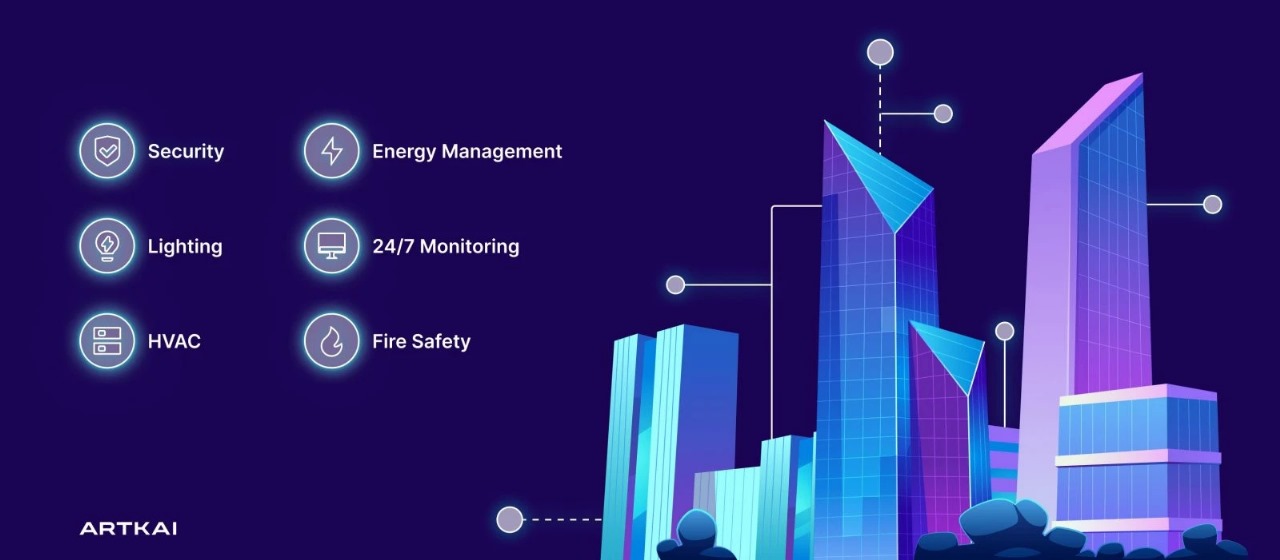 Security
Energy Management
Lighting
24/7 Monitoring
HVAC
Fire Safety
ARTKAI